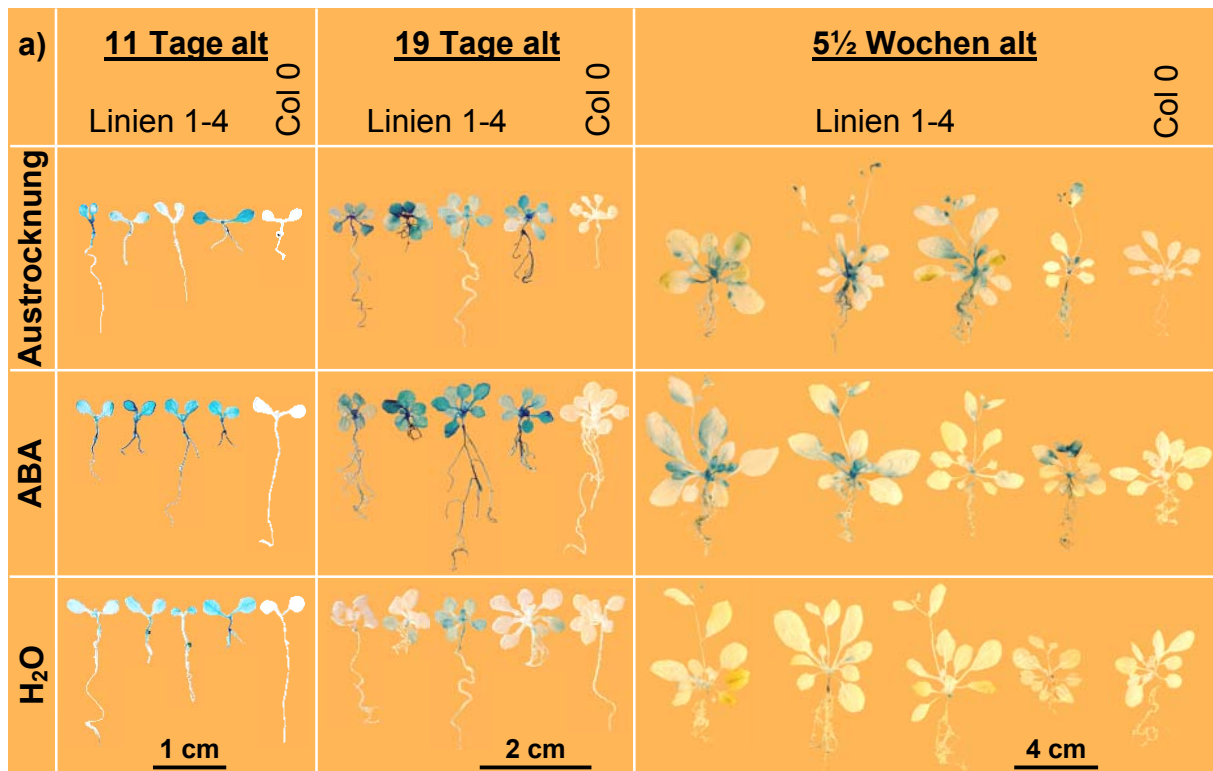 a)
11 Tage alt
19 Tage alt
5½ Wochen alt
Linien 1-4
Col 0
Linien 1-4
Col 0
Linien 1-4
Col 0
Austrocknung
ABA
H₂O
1 cm
2 cm
4 cm